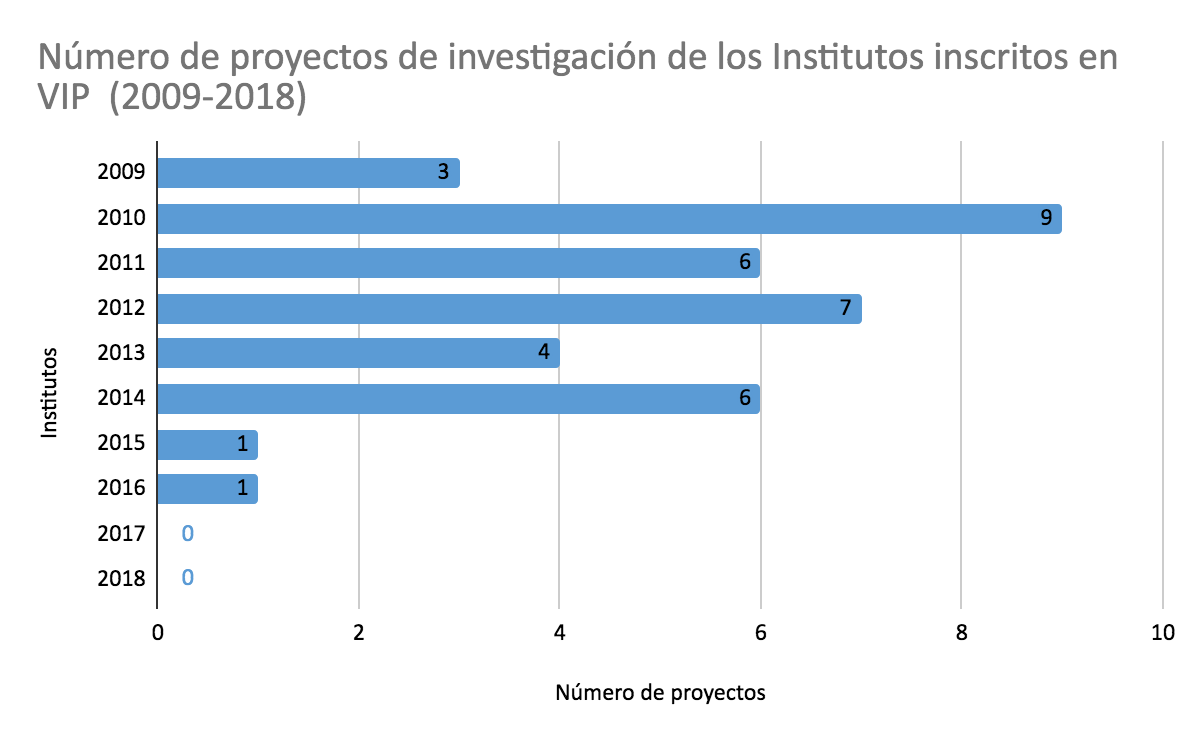 Número de proyectos de investigación de los Institutos inscritos en
VIP (2009-2018)
2009 3
2010 9
2011 6
2012 7
2013 4
2014 6
2015 1
2016 1
2017 0
2018 0
Institutos
0 2 4 6 8 10
Número de proyectos